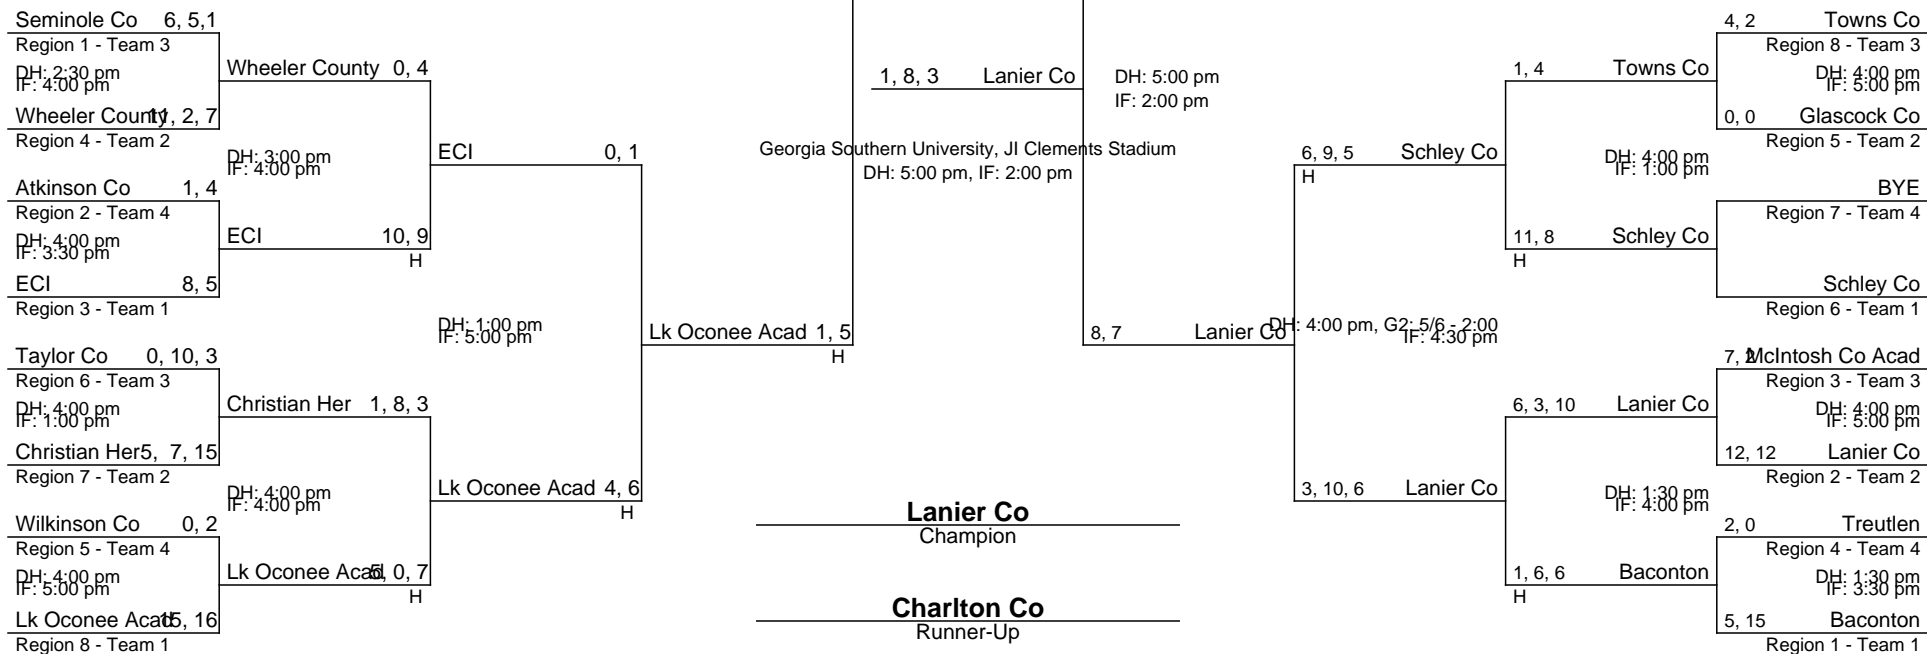 Seminole Co 6, 5,1
Region 1 - Team 3
DH: 2:30 pm
IF: 4:00 pm
Wheeler County 11, 2, 7
Region 4 - Team 2
Wheeler County 0, 4
DH: 3:00 pm
IF: 4:00 pm
Atkinson Co 1, 4
Region 2 - Team 4
DH: 4:00 pm
IF: 3:30 pm
ECI 8, 5
Region 3 - Team 1
ECI 10, 9
H
ECI 0, 1
DH: 1:00 pm
IF: 5:00 pm
Taylor Co 0, 10, 3
Region 6 - Team 3
DH: 4:00 pm
IF: 1:00 pm
Christian Her5, 7, 15
Region 7 - Team 2
Christian Her 1, 8, 3
DH: 4:00 pm
IF: 4:00 pm
Wilkinson Co 0, 2
Region 5 - Team 4
DH: 4:00 pm
IF: 5:00 pm
Lk Oconee Acad 15, 16
Region 8 - Team 1
Lk Oconee Acad 5, 0, 7
H
Lk Oconee Acad 4, 6
H
Lk Oconee Acad 1, 5
H
1, 8, 3 Lanier Co
DH: 5:00 pm
IF: 2:00 pm
Georgia Southern University, JI Clements Stadium
DH: 5:00 pm, IF: 2:00 pm
Lanier Co
Champion
Charlton Co
Runner-Up
8, 7 Lanier Co
DH: 4:00 pm, G2: 5/6 - 2:00
IF: 4:30 pm
6, 9, 5 Schley Co
H
3, 10, 6 Lanier Co
1, 4 Towns Co
DH: 4:00 pm
IF: 1:00 pm
11, 8 Schley Co
H
6, 3, 10 Lanier Co
DH: 1:30 pm
IF: 4:00 pm
1, 6, 6 Baconton
H
4, 2 Towns Co
Region 8 - Team 3
DH: 4:00 pm
IF: 5:00 pm
0, 0 Glascock Co
Region 5 - Team 2
BYE
Region 7 - Team 4
Schley Co
Region 6 - Team 1
7, 2 McIntosh Co Acad
Region 3 - Team 3
DH: 4:00 pm
IF: 5:00 pm
12, 12 Lanier Co
Region 2 - Team 2
2, 0 Treutlen
Region 4 - Team 4
DH: 1:30 pm
IF: 3:30 pm
5, 15 Baconton
Region 1 - Team 1